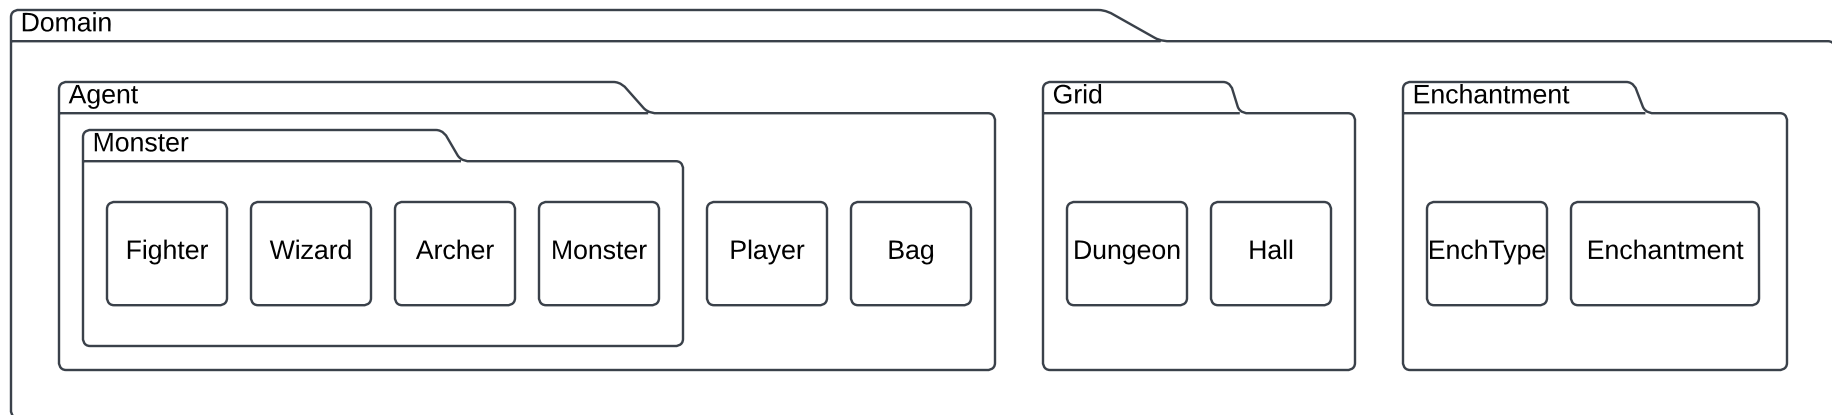 Domain
Agent
Grid
Enchantment
Monster
Fighter
Wizard
Archer
Monster
Player
Bag
Dungeon
Hall
EnchType
Enchantment